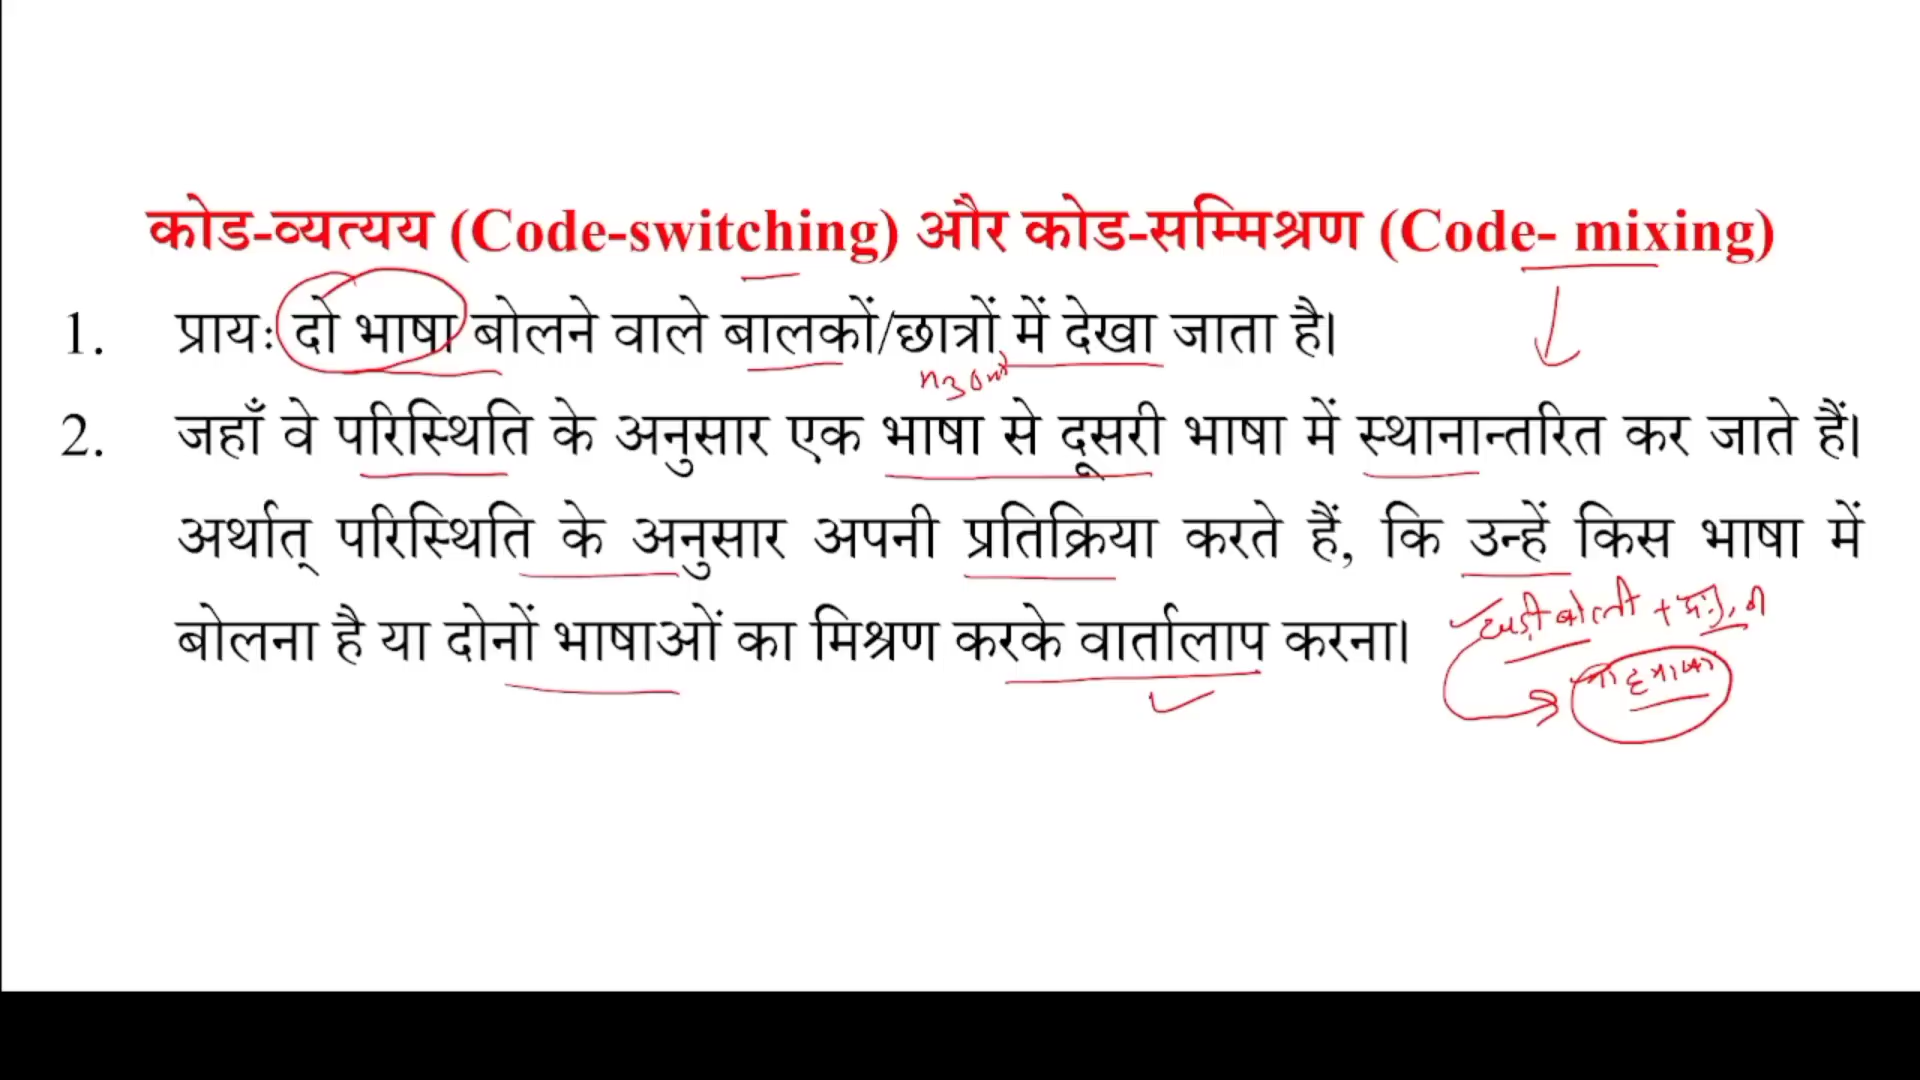 कोड-व्यत्यय (Code-switching) और कोड-सम्मिश्रण (Code- mixing)
1. प्रायः दो भाषा बोलने वाले बालकों/छात्रों में देखा जाता है।
2. जहाँ वे परिस्थिति के अनुसार एक भाषा से दूसरी भाषा में स्थानान्तरित कर जाते हैं।
अर्थात् परिस्थिति के अनुसार अपनी प्रतिक्रिया करते हैं, कि उन्हें किस भाषा में
बोलना है या दोनों भाषाओं का मिश्रण करके वार्तालाप करना।